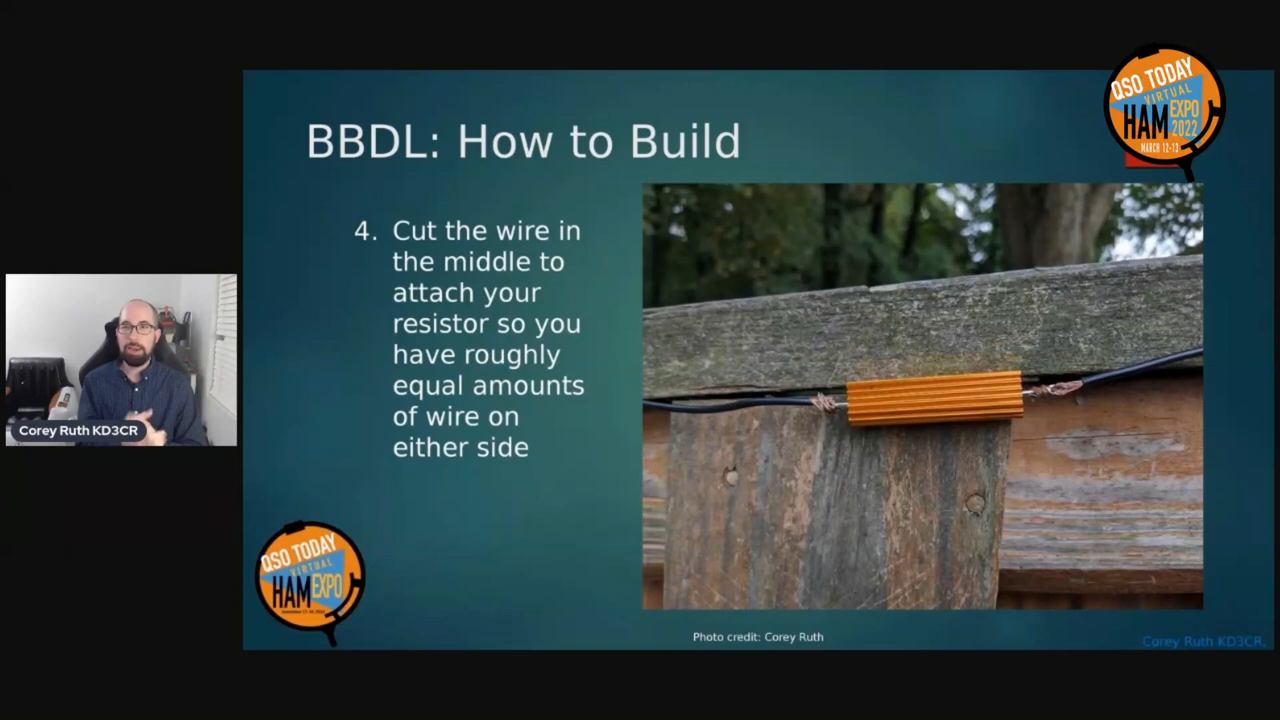 QSO TODAY
VIRTUAL
HAM EXPO
2022
MARCH 12-13
BBDL: How to Build
4. Cut the wire in
the middle to
attach your
resistor so you
have roughly
equal amounts
of wire on
either side
Corey Ruth KD3CR
QSO TODAY
VIRTUAL
HAM EXPO
Photo credit: Corey Ruth
Corey Ruth KD3CR,